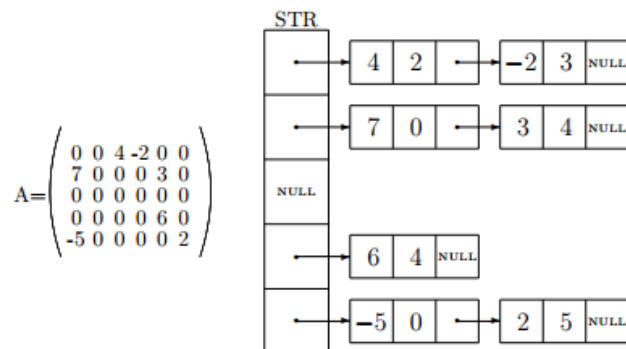 STR
4 2 −2 3 NULL
7 0 3 4 NULL
A=
0 0 4 -2 0 0
7 0 0 0 3 0
0 0 0 0 0 0
0 0 0 0 6 0
-5 0 0 0 0 2
NULL
6 4 NULL
−5 0 2 5 NULL